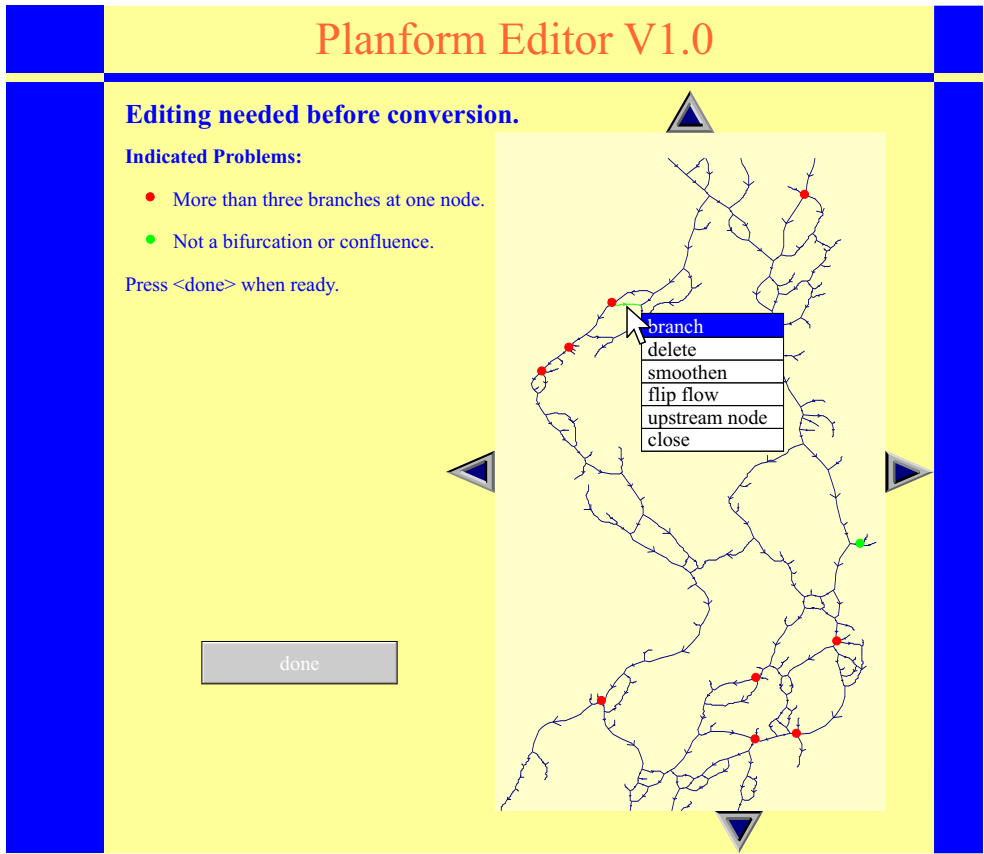 Planform Editor V1.0
Editing needed before conversion.
Indicated Problems:
More than three branches at one node.
Not a bifurcation or confluence.
Press <done> when ready.
branch
delete
smoothen
flip flow
upstream node
close
done